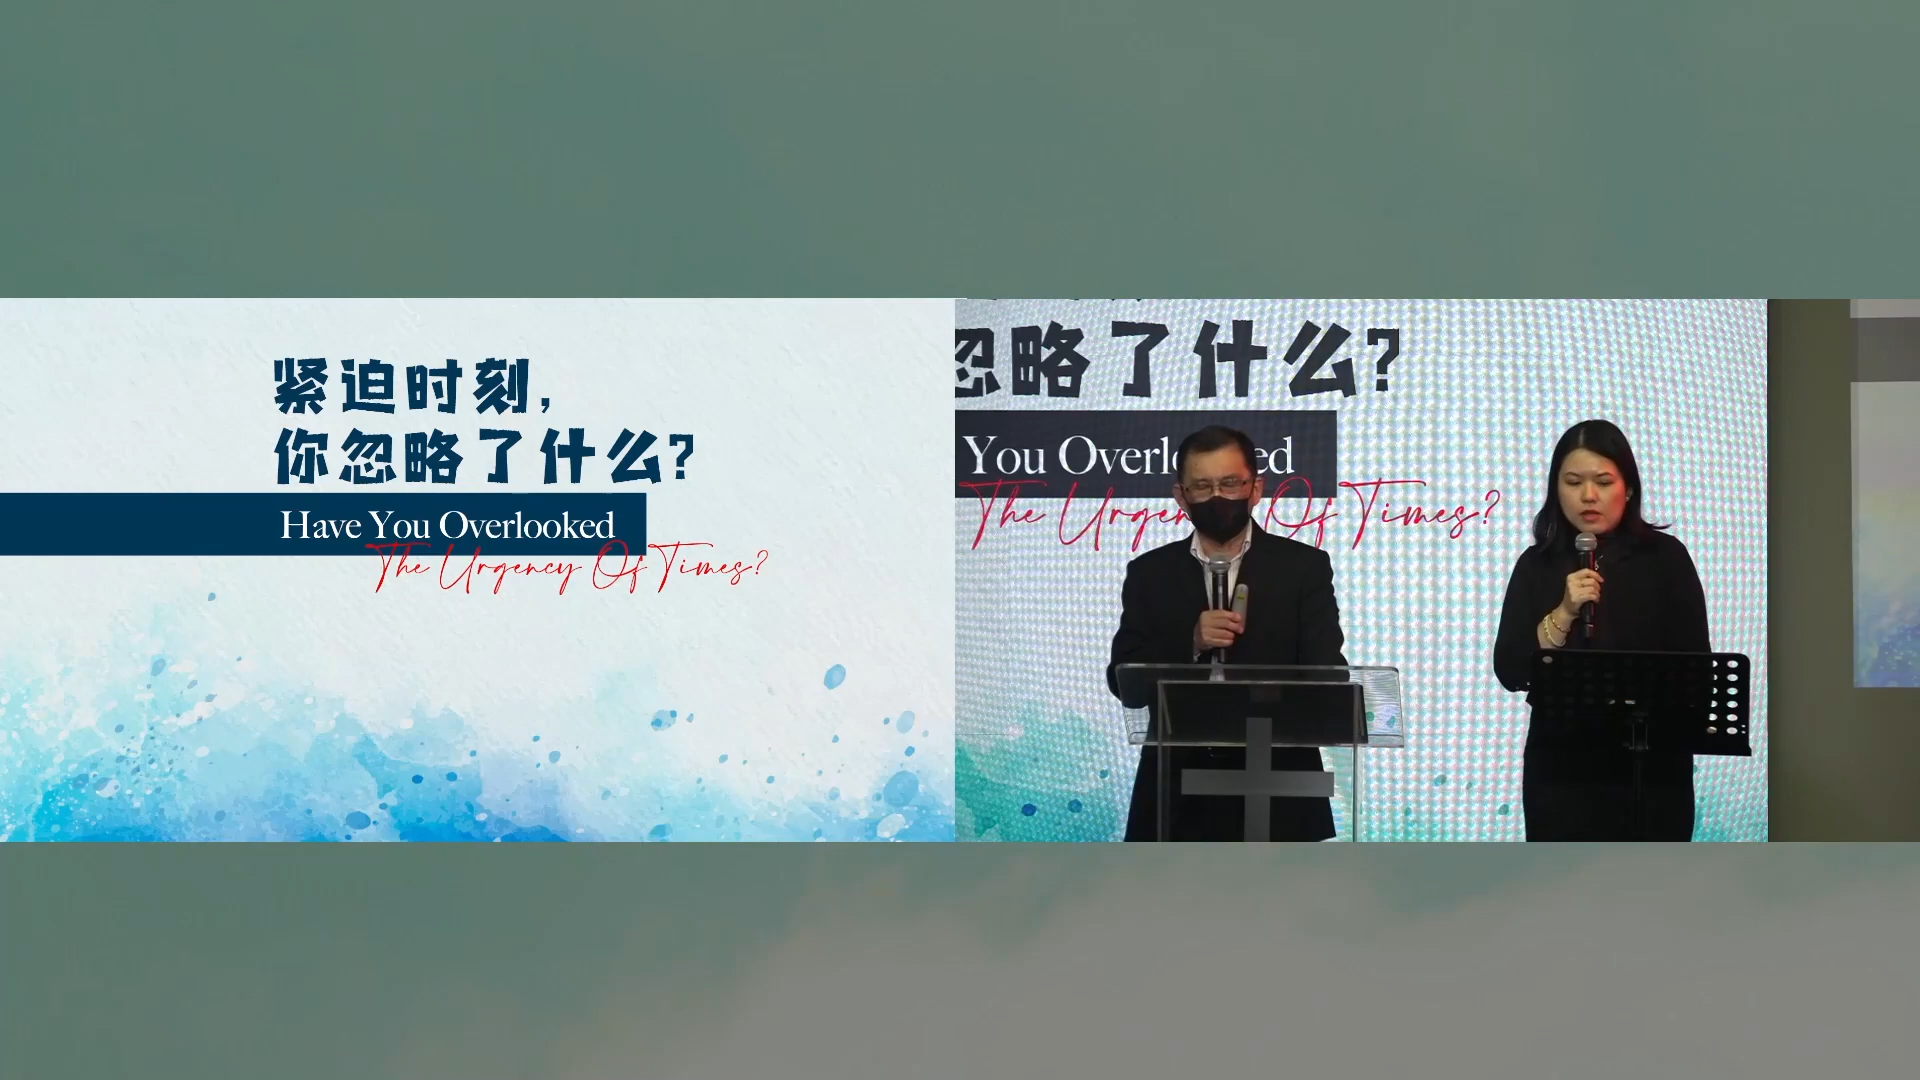 紧迫时刻,
你忽略了什么?
Have You Overlooked
The Urgency Of Times?
忽略了什么?
You Overl ed
The Urgen Of Times?